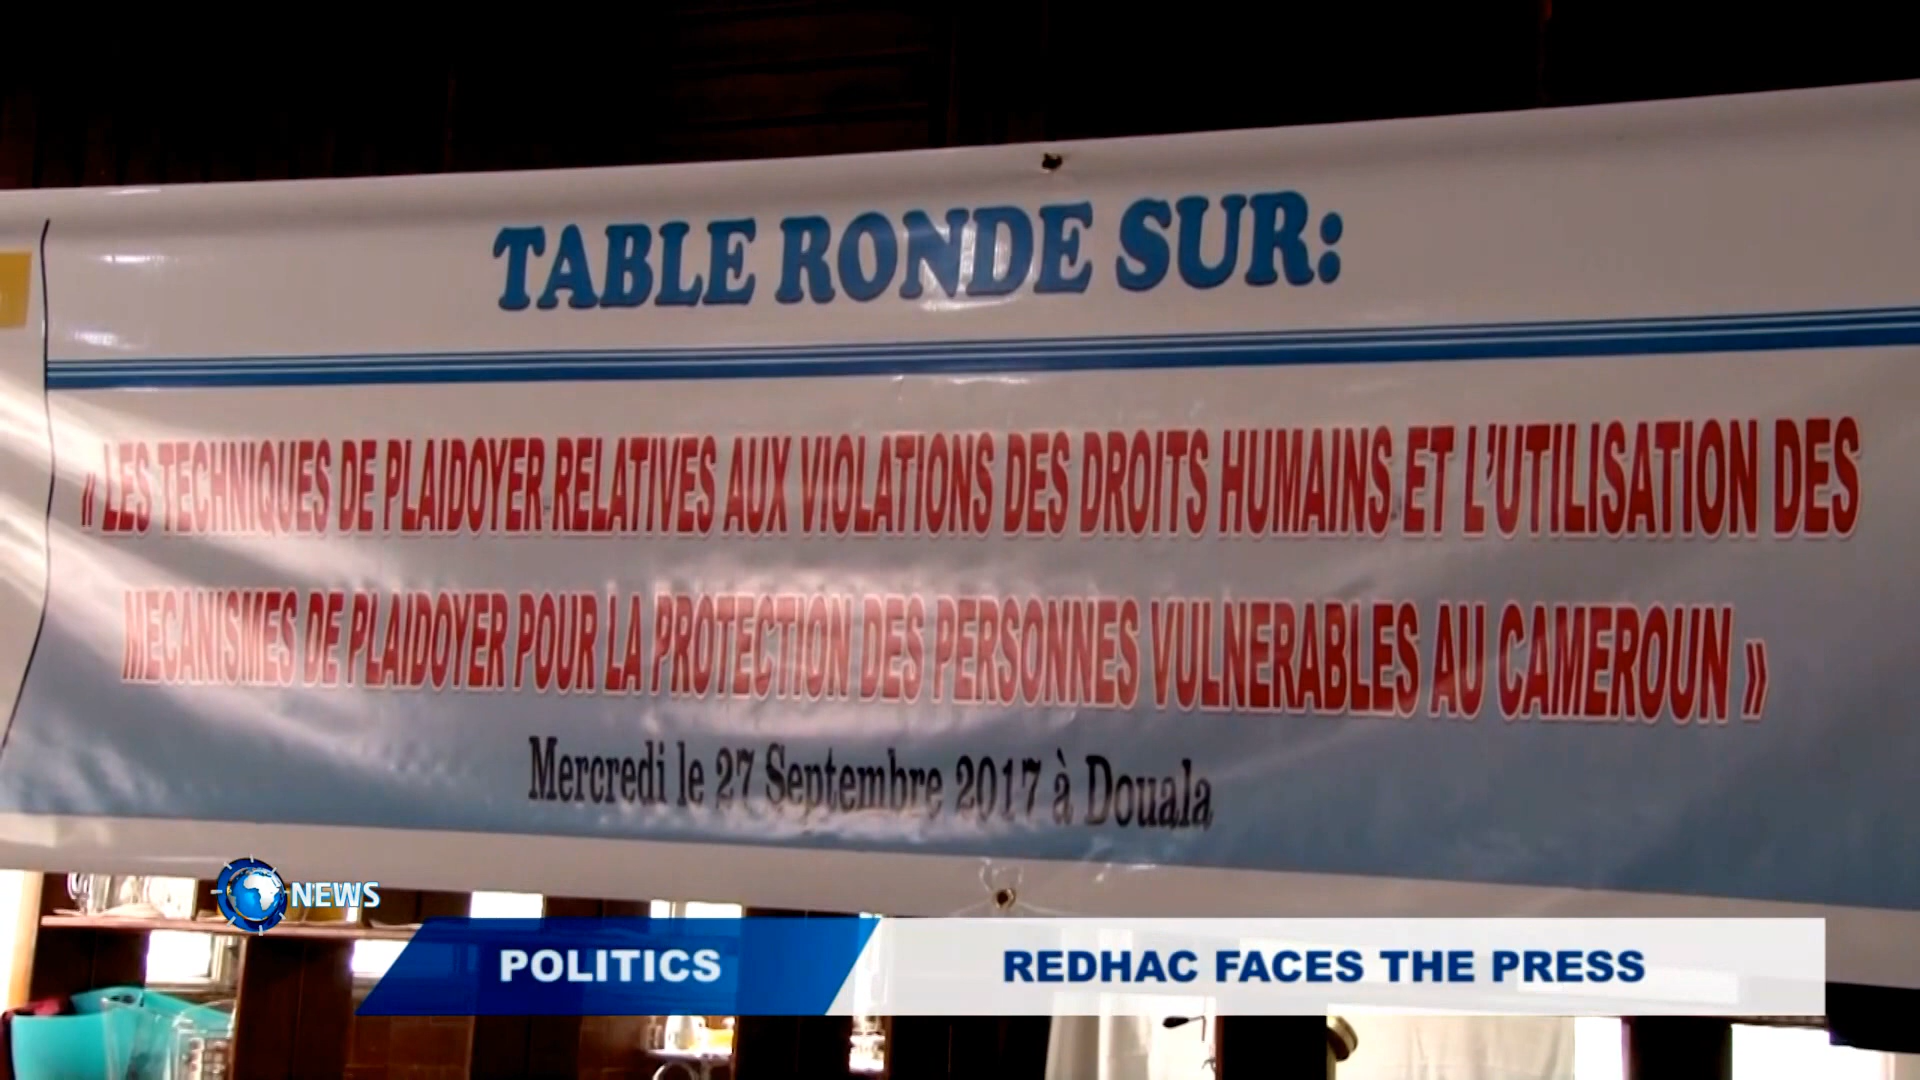 TABLE RONDE SUR:
« LES TECHNIQUES DE PLAIDOYER RELATIVES AUX VIOLATIONS DES DROITS HUMAINS ET L'UTILISATION DES
MECANISMES DE PLAIDOYER POUR LA PROTECTION DES PERSONNES VULNERABLES AU CAMEROUN »
Mercredi le 27 Septembre 2017 à Douala
NEWS
POLITICS
REDHAC FACES THE PRESS